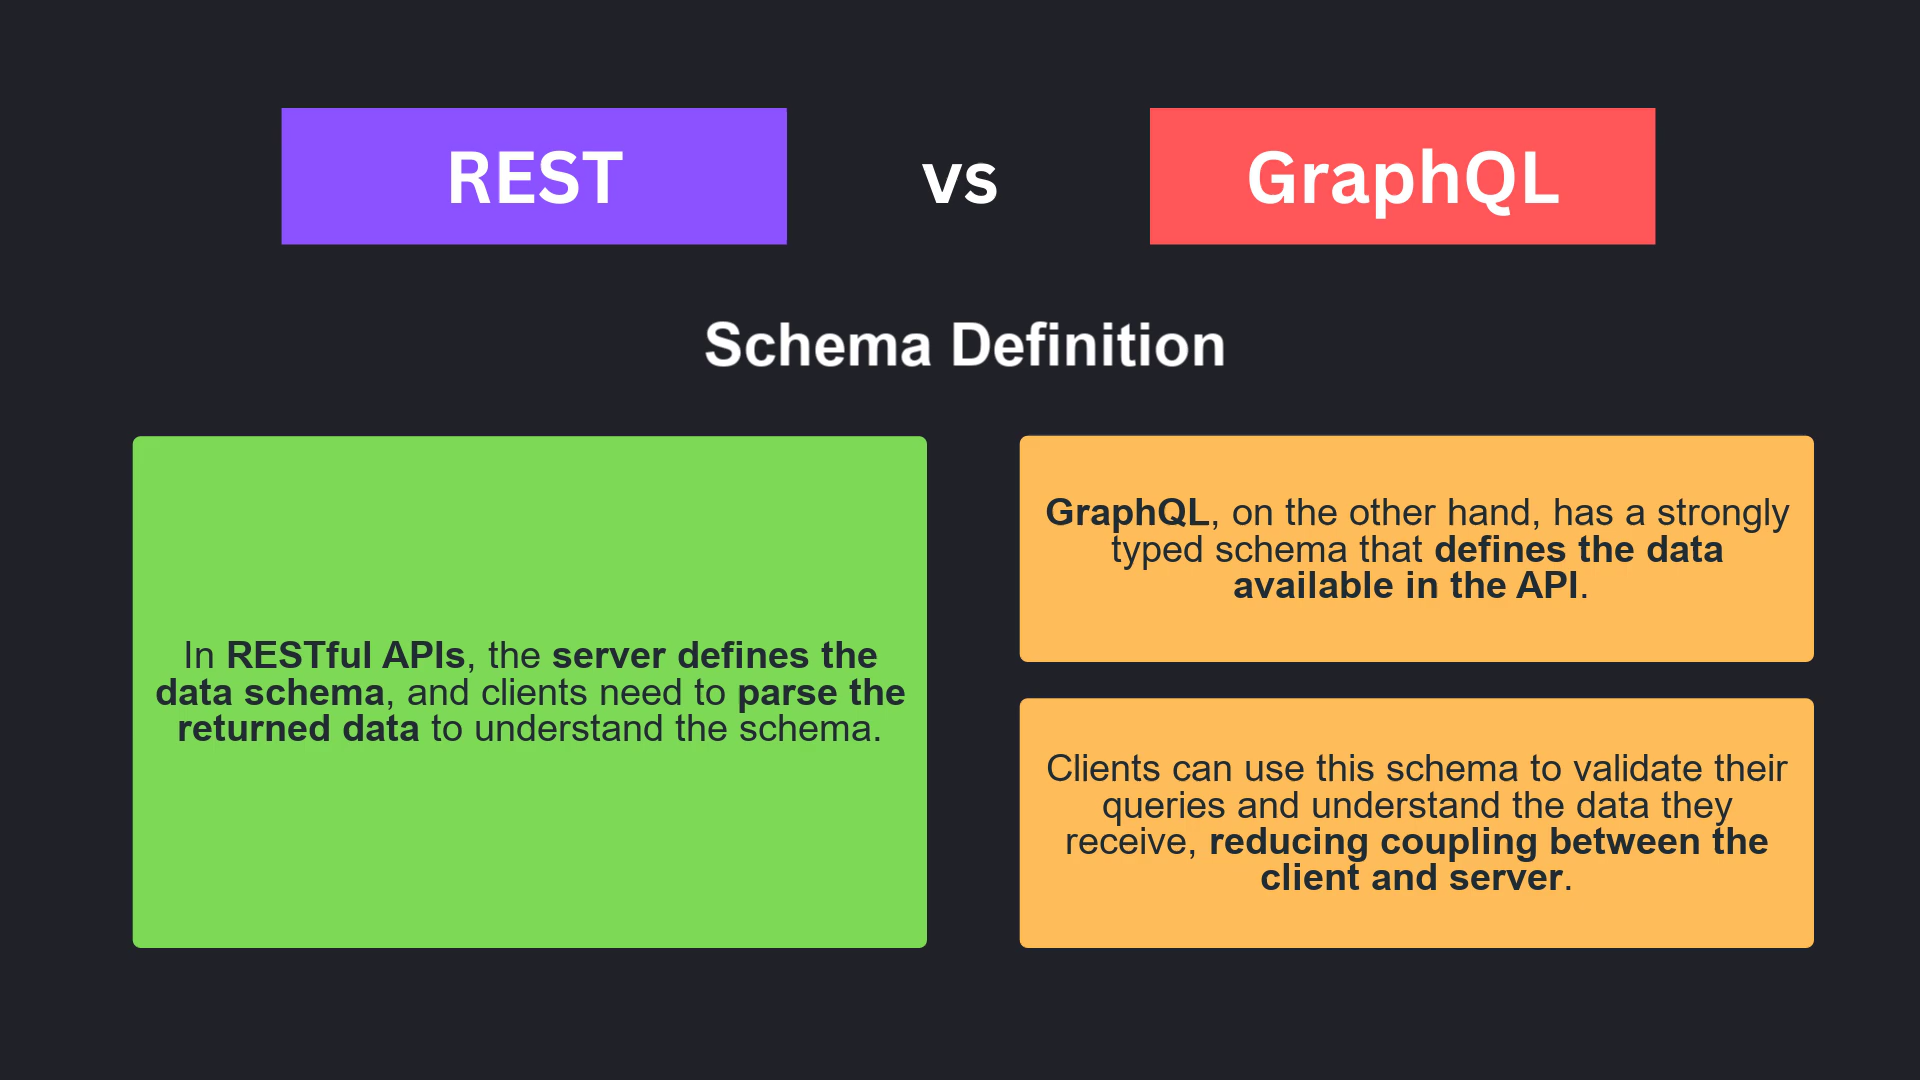 REST
vs
GraphQL
Schema Definition
In RESTful APIs, the server defines the
data schema, and clients need to parse the
returned data to understand the schema.
GraphQL, on the other hand, has a strongly
typed schema that defines the data
available in the API.
Clients can use this schema to validate their
queries and understand the data they
receive, reducing coupling between the
client and server.